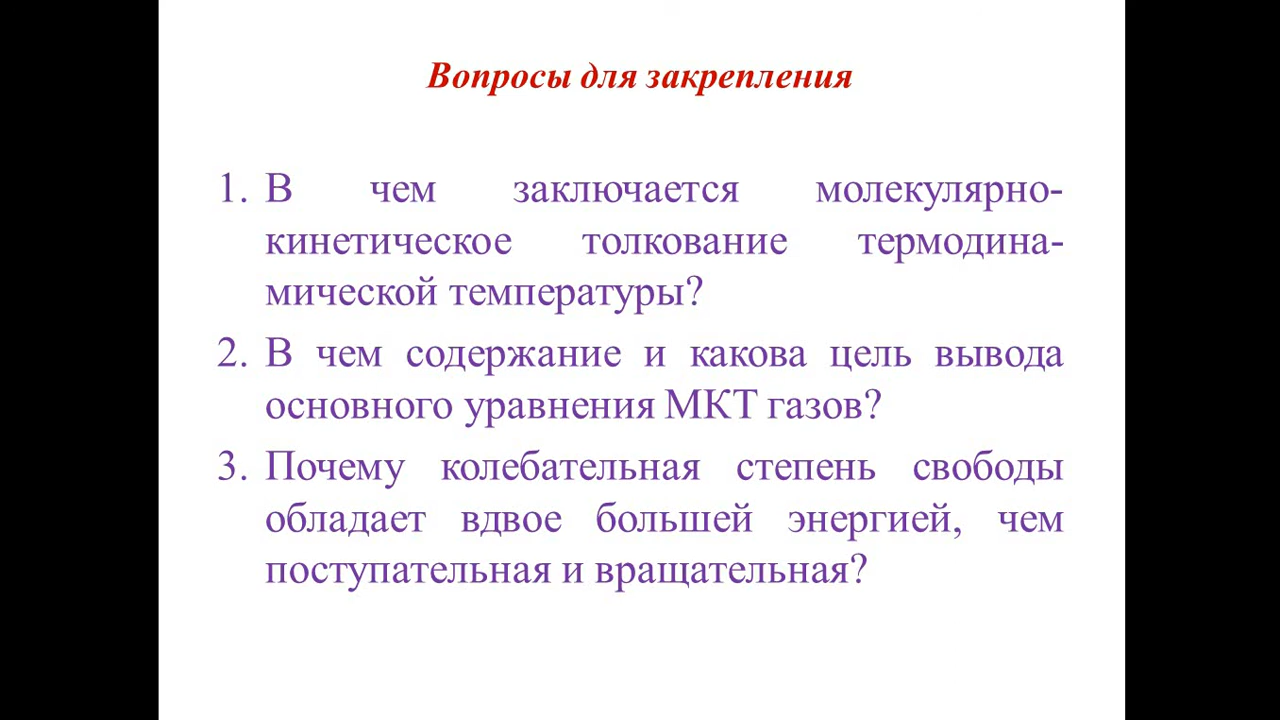 Вопросы для закрепления
1. В чем заключается молекулярно-
кинетическое толкование термодина-
мической температуры?
2. В чем содержание и какова цель вывода
основного уравнения МКТ газов?
3. Почему колебательная степень свободы
обладает вдвое большей энергией, чем
поступательная и вращательная?